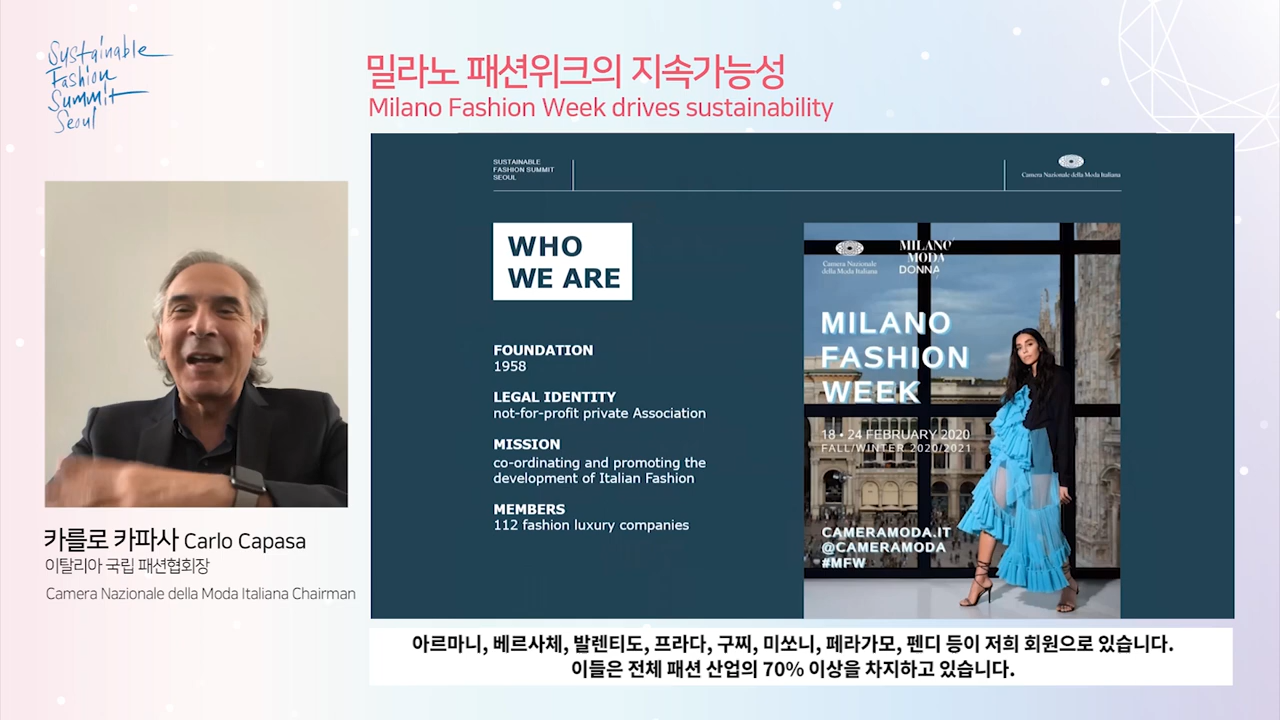 Sustainable
Fashion
Summit
Seoul
밀라노 패션위크의 지속가능성
Milano Fashion Week drives sustainability
SUSTAINABLE
FASHION SUMMIT
SEOUL
Camera Nazionale della Moda Italiana
WHO
WE ARE
FOUNDATION
1958
LEGAL IDENTITY
not-for-profit private Association
MISSION
co-ordinating and promoting the
development of Italian Fashion
MEMBERS
112 fashion luxury companies
Camera Nazionale
della Moda Italiana
MILANO
MODA
DONNA
MILANO
FASHION
WEEK
18 • 24 FEBRUARY 2020
FALL/WINTER 2020/2021
CAMERAMODA.IT
@CAMERAMODA
#MFW
카를로 카파사 Carlo Capasa
이탈리아 국립 패션협회장
Camera Nazionale della Moda Italiana Chairman
아르마니, 베르사체, 발렌티도, 프라다, 구찌, 미쏘니, 페라가모, 펜디 등이 저희 회원으로 있습니다.
이들은 전체 패션 산업의 70% 이상을 차지하고 있습니다.